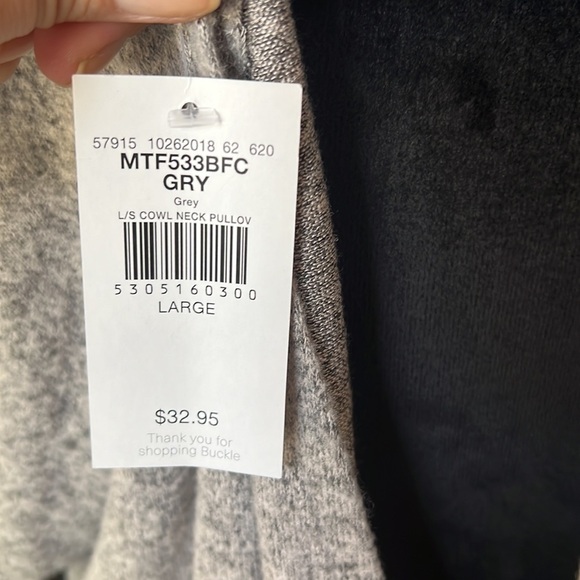 57915 10262018 62 620
MTF533BFC
GRY
Grey
L/S COWL NECK PULLOV
5305160300
LARGE
$32.95
Thank you for
shopping Buckle